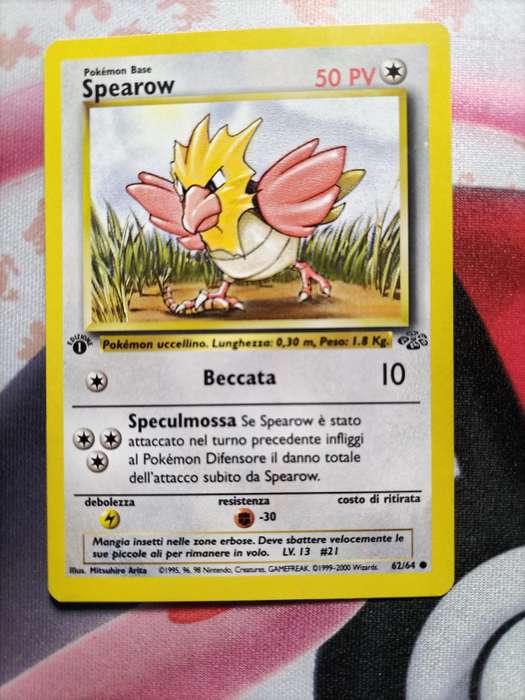 Pokémon Base
Spearow
50 PV
EDIZIONE
1
Pokémon uccellino. Lunghezza: 0,30 m, Peso: 1.8 Kg.
Beccata 10
Speculmossa Se Spearow è stato
attaccato nel turno precedente infliggi
al Pokémon Difensore il danno totale
dell'attacco subito da Spearow.
debolezza resistenza costo di ritirata
-30
Mangia insetti nelle zone erbose. Deve sbattere velocemente le
sue piccole ali per rimanere in volo. LV. 13 #21
Illus. Mitsuhiro Arita ©1995, 96, 98 Nintendo, Creatures, GAMEFREAK. ©1999-2000 Wizards. 62/64